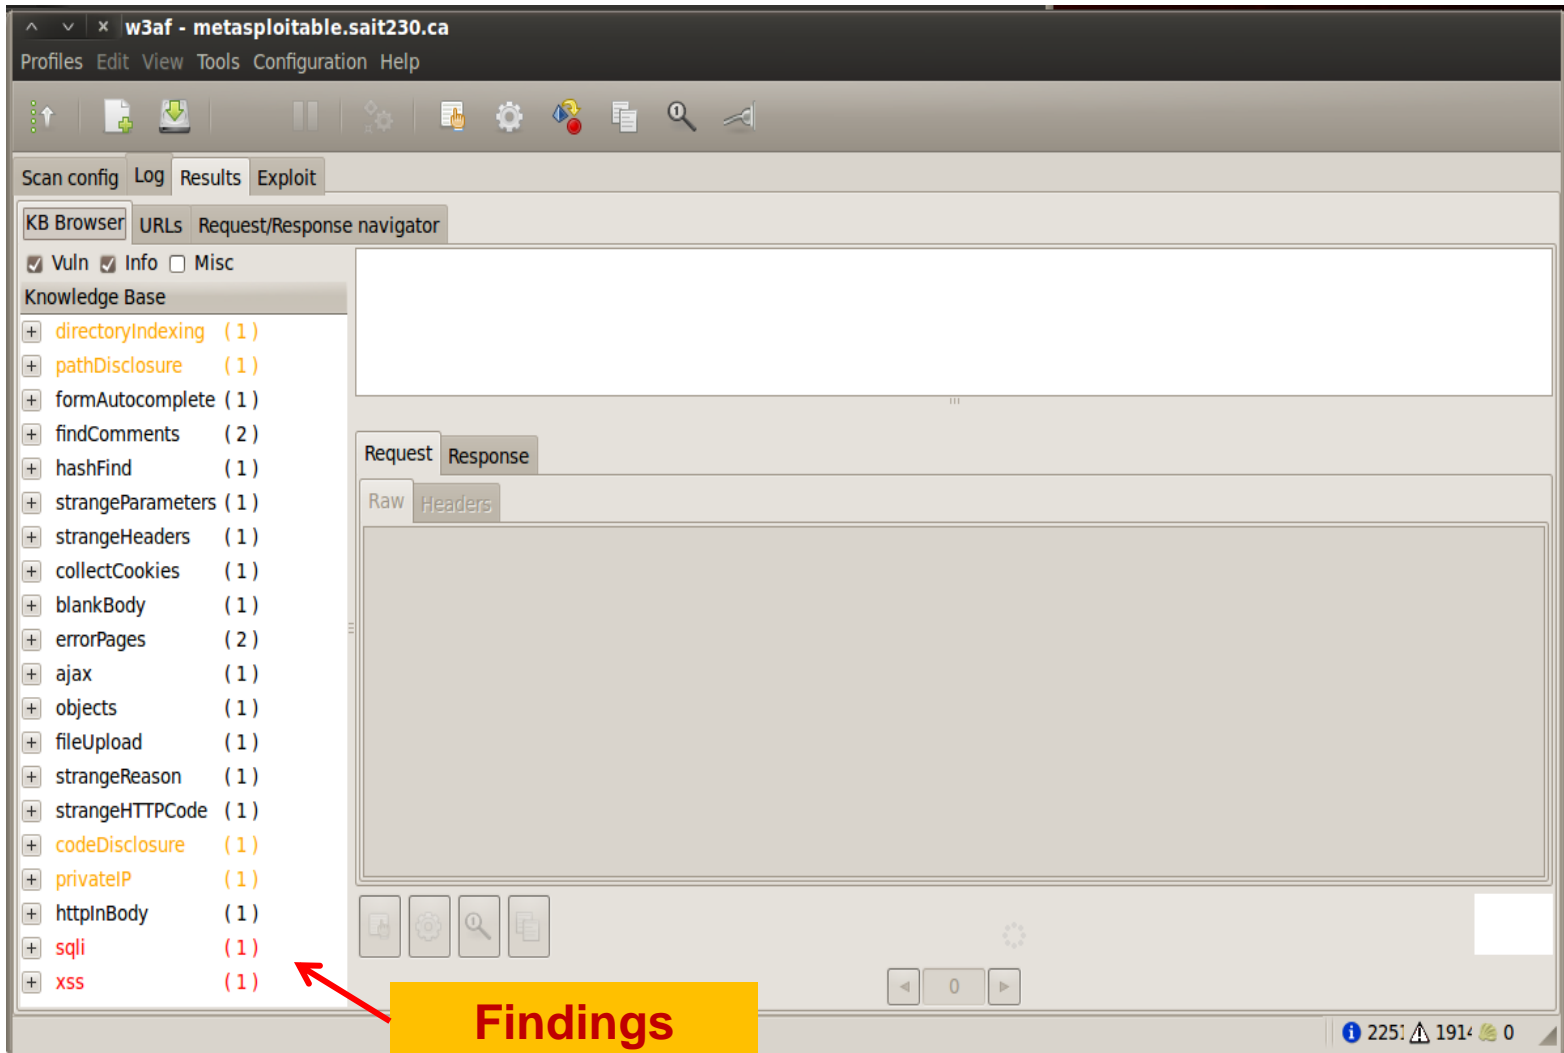 w3af - metasploitable.sait230.ca
Profiles Edit View Tools Configuration Help
Scan config Log Results Exploit
KB Browser URLs Request/Response navigator
Vuln Info Misc
Knowledge Base
directoryIndexing ( 1 )
pathDisclosure ( 1 )
formAutocomplete ( 1 )
findComments ( 2 )
hashFind ( 1 )
Request Response
strangeParameters ( 1 )
Raw Headers
strangeHeaders ( 1 )
collectCookies ( 1 )
blankBody ( 1 )
errorPages ( 2 )
ajax ( 1 )
objects ( 1 )
fileUpload ( 1 )
strangeReason ( 1 )
strangeHTTPCode ( 1 )
codeDisclosure ( 1 )
privateIP ( 1 )
httpInBody ( 1 )
sqli ( 1 )
xss ( 1 )
0
Findings
0